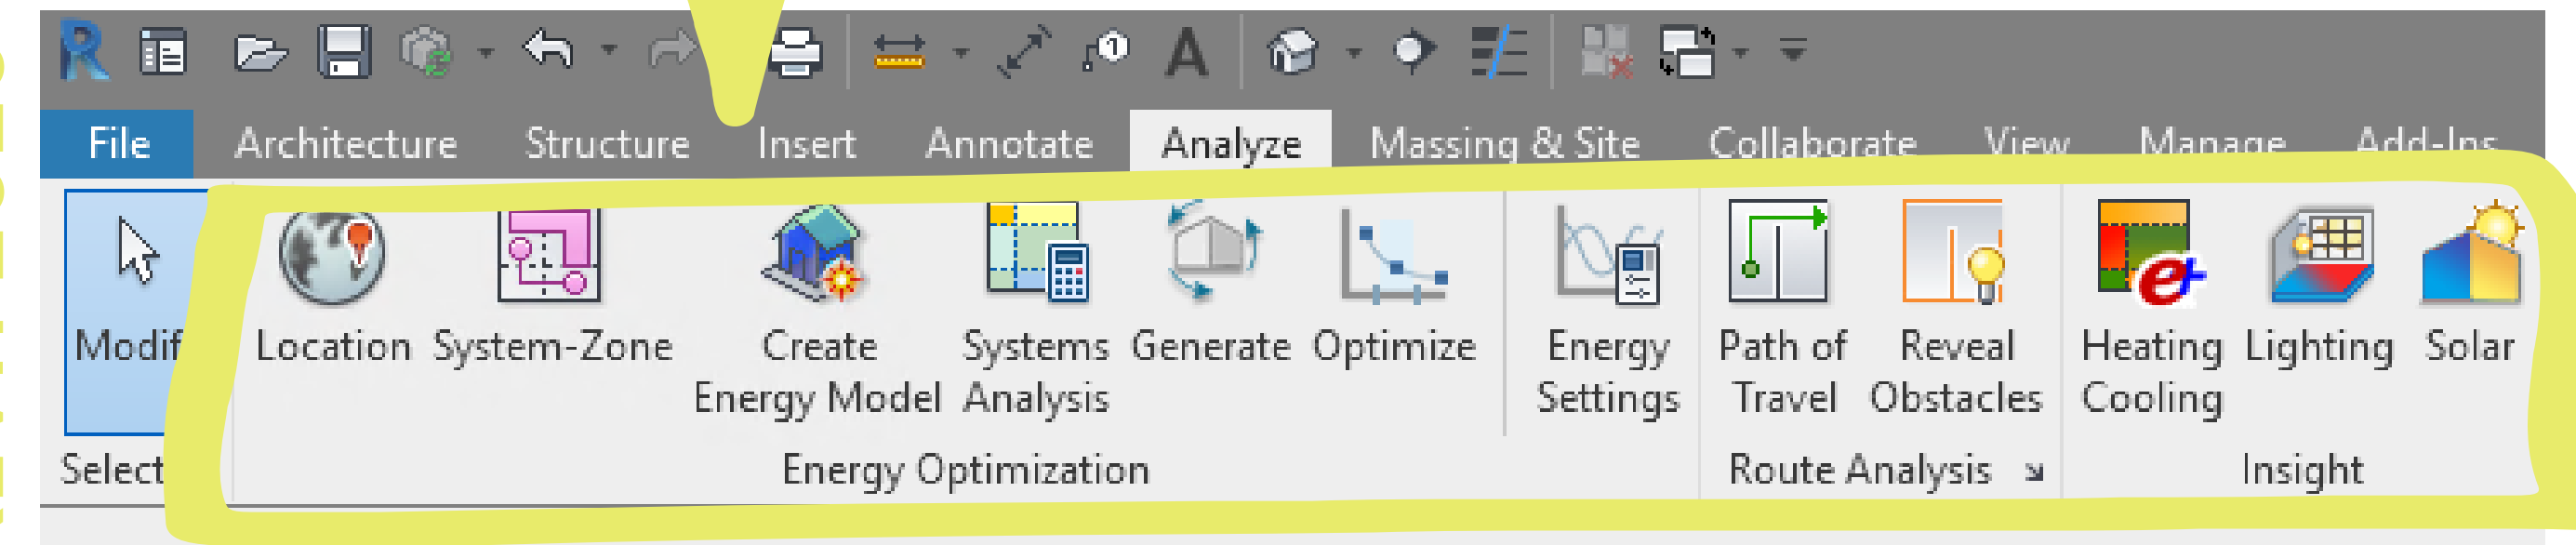 File Architecture Structure Insert Annotate Analyze Massing & Site Collaborate View Manage Add-Ins
Location System-Zone Create Systems Generate Optimize Energy Path of Reveal Heating Lighting Solar
Energy Model Analysis Settings Travel Obstacles Cooling
Select Energy Optimization Route Analysis Insight